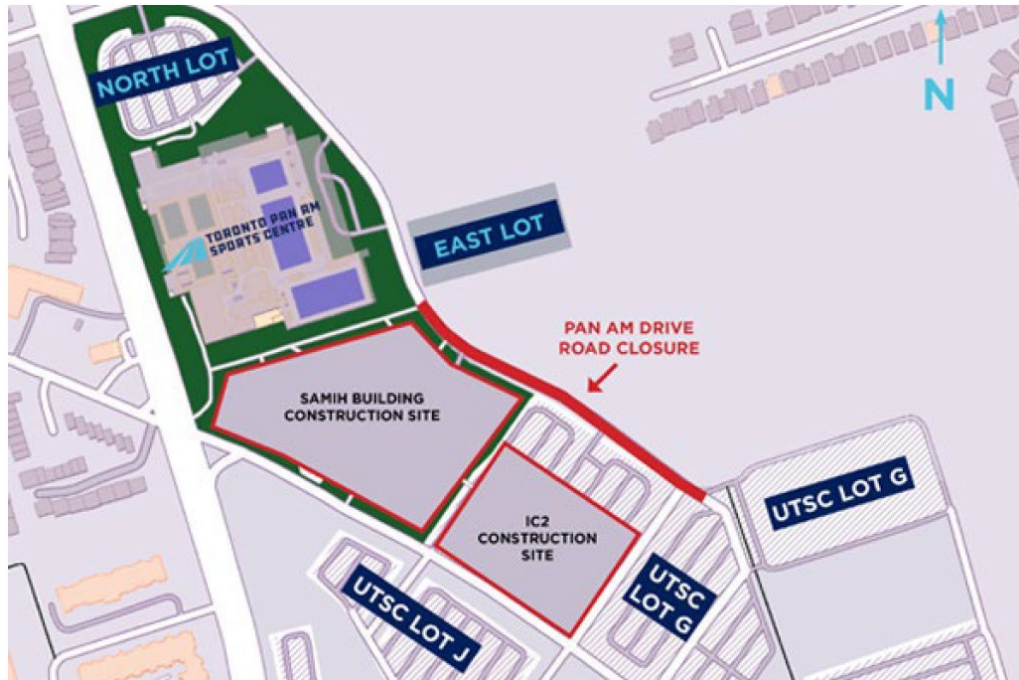 NORTH LOT
N
TORONTO PAN AM
SPORTS CENTRE
EAST LOT
PAN AM DRIVE
ROAD CLOSURE
SAMIH BUILDING
CONSTRUCTION SITE
UTSC LOT G
IC2
CONSTRUCTION
SITE
UTSC
LOT G
UTSC LOT J